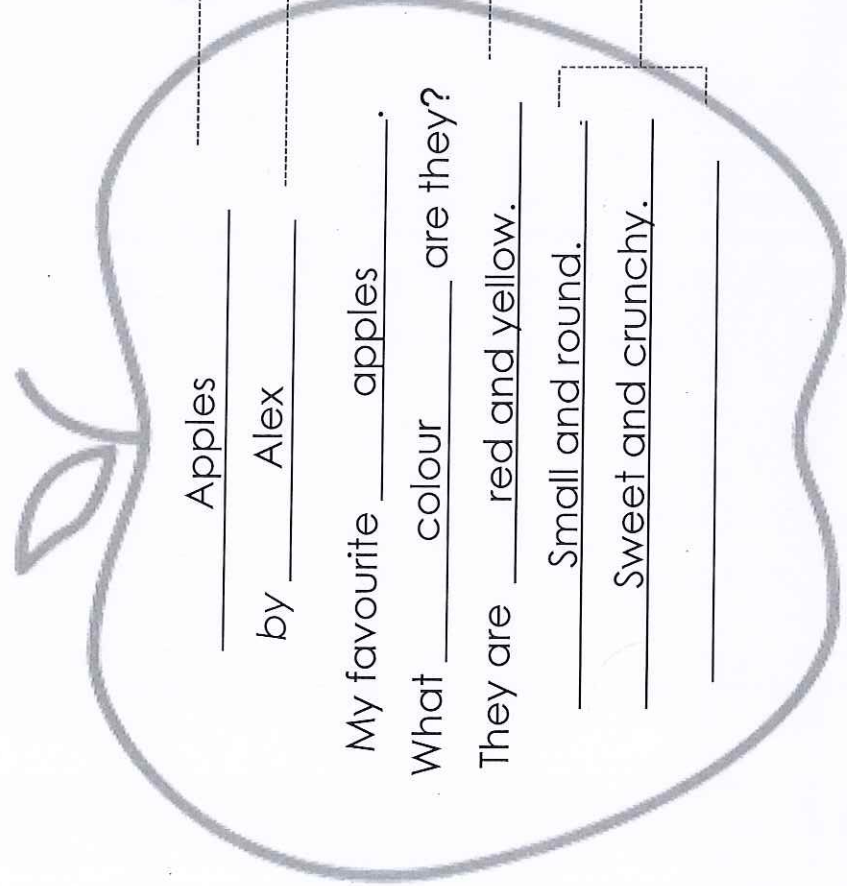 Apples
by Alex
My favourite apples.
What colour are they?
They are red and yellow.
Small and round.
Sweet and crunchy.